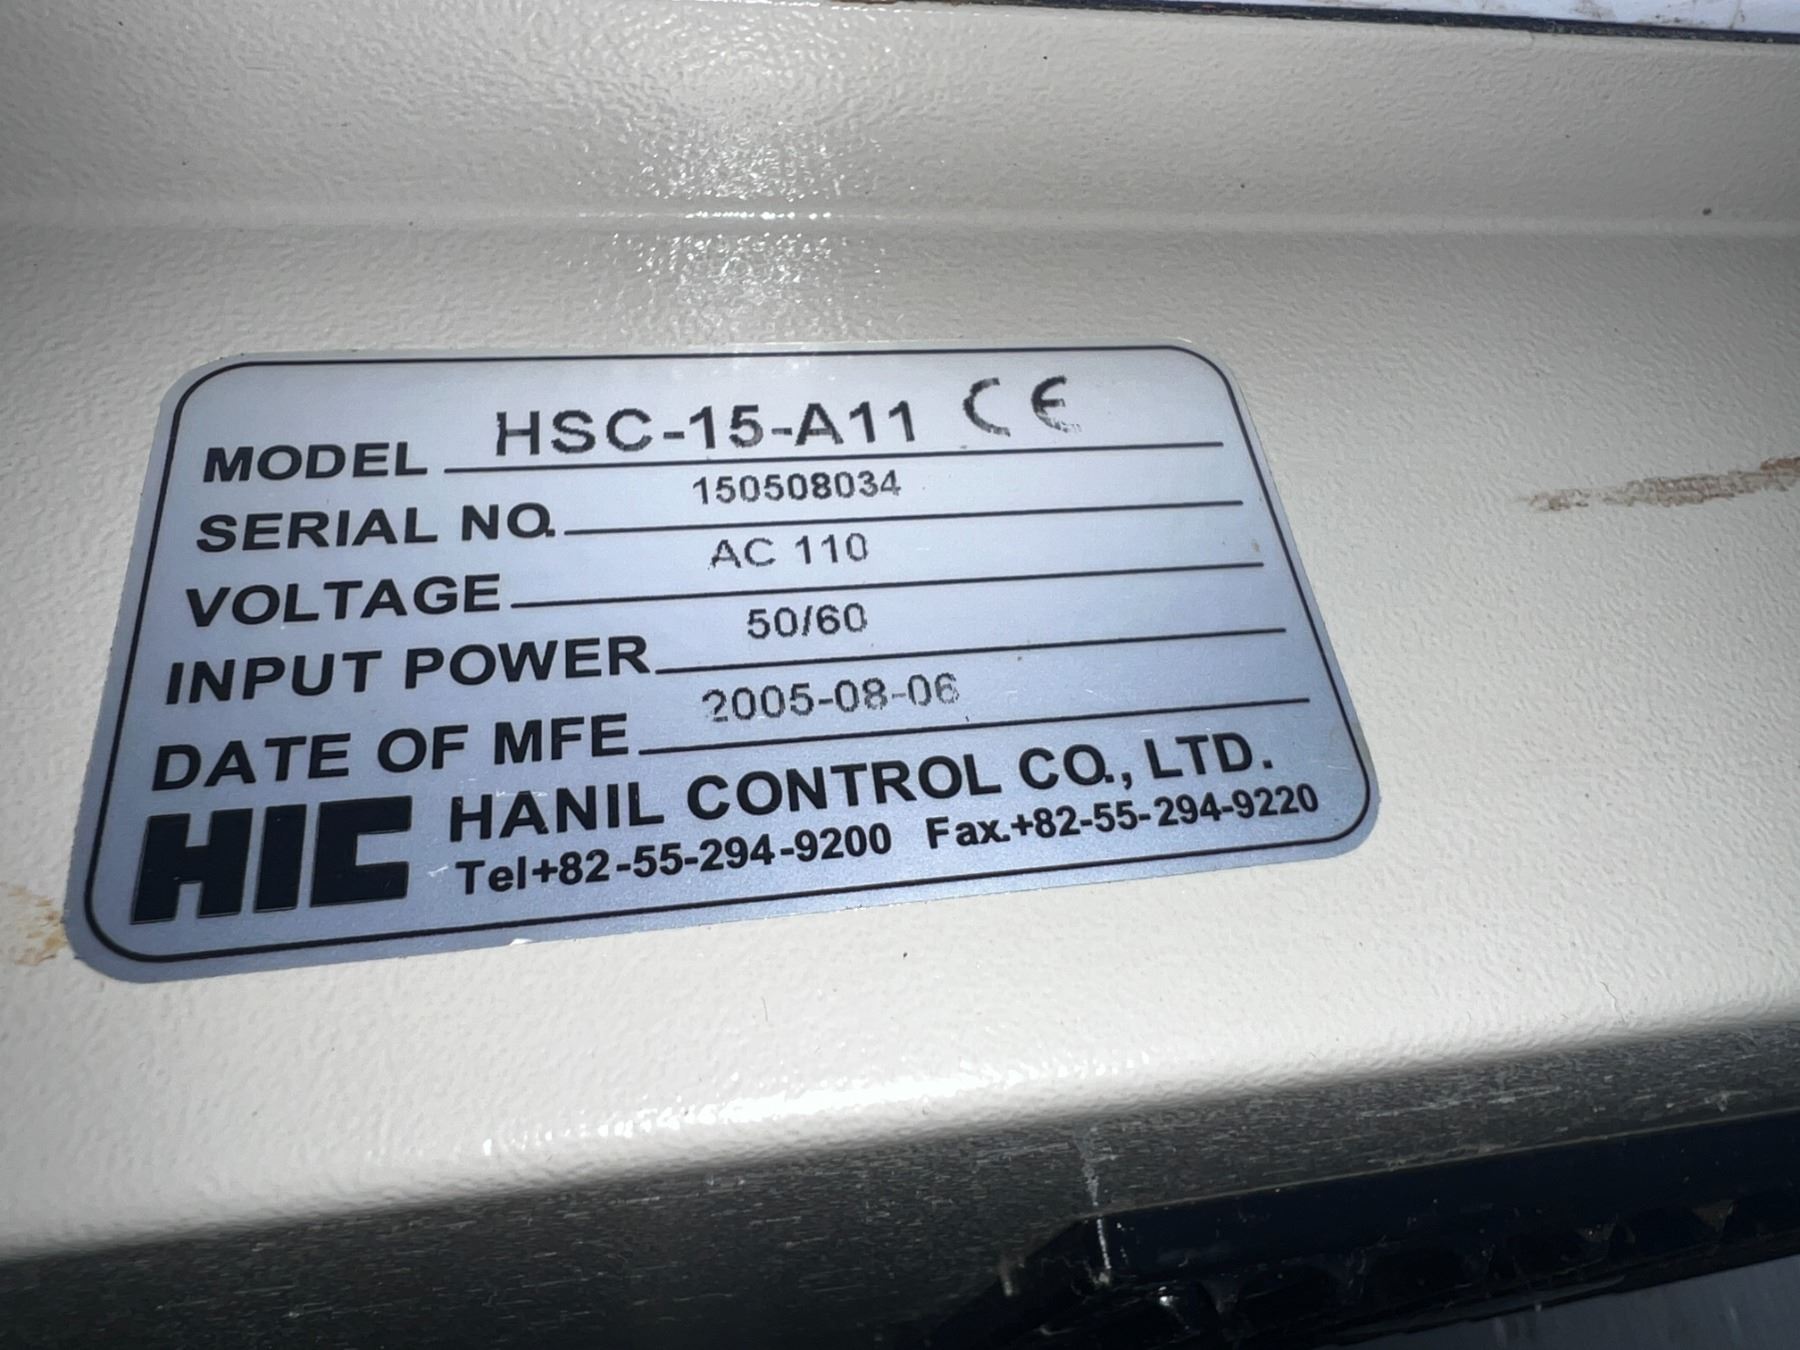 MODEL HSC-15-A11 CE
SERIAL NO. 150508034
VOLTAGE AC 110
INPUT POWER 50/60
DATE OF MFE 2005-08-06
HIC HANIL CONTROL CO., LTD.
Tel+82-55-294-9200 Fax.+82-55-294-9220